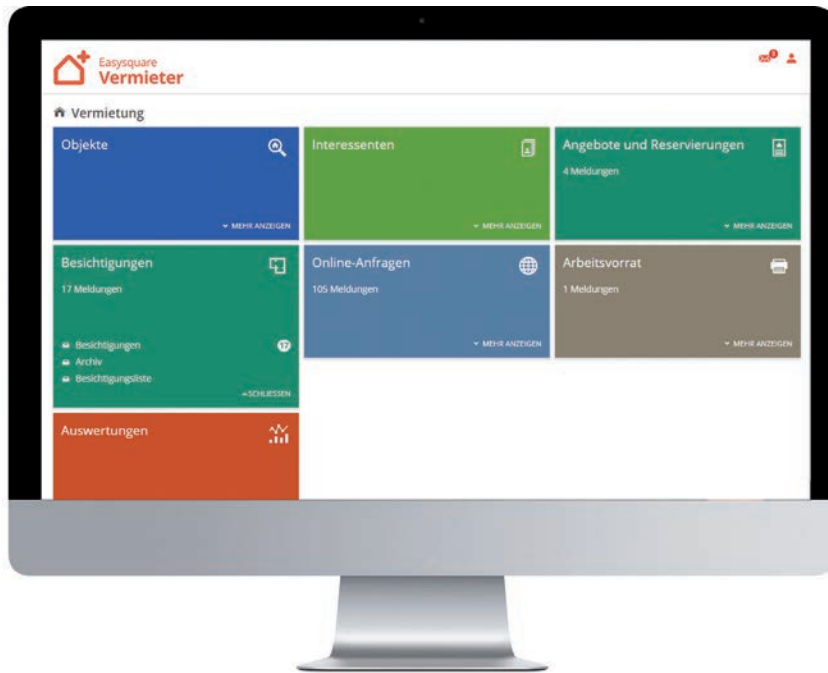 Easysquare
Vermieter
3
Vermietung
Objekte
MEHR ANZEIGEN
Interessenten
MEHR ANZEIGEN
Angebote und Reservierungen
4 Meldungen
MEHR ANZEIGEN
Besichtigungen
17 Meldungen
Besichtigungen
17
Archiv
Besichtigungsliste
SCHLIESSEN
Online-Anfragen
105 Meldungen
MEHR ANZEIGEN
Arbeitsvorrat
1 Meldungen
MEHR ANZEIGEN
Auswertungen